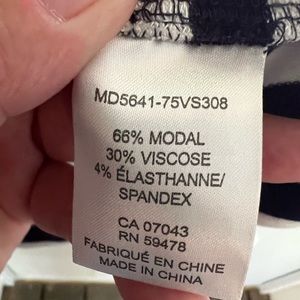 MD5641-75VS308
66% MODAL
30% VISCOSE
4% ÉLASTHANNE/
SPANDEX
CA 07043
RN 59478
FABRIQUÉ EN CHINE
MADE IN CHINA